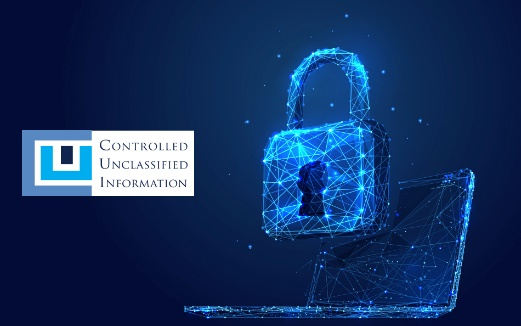 CONTROLLED
UNCLASSIFIED
INFORMATION